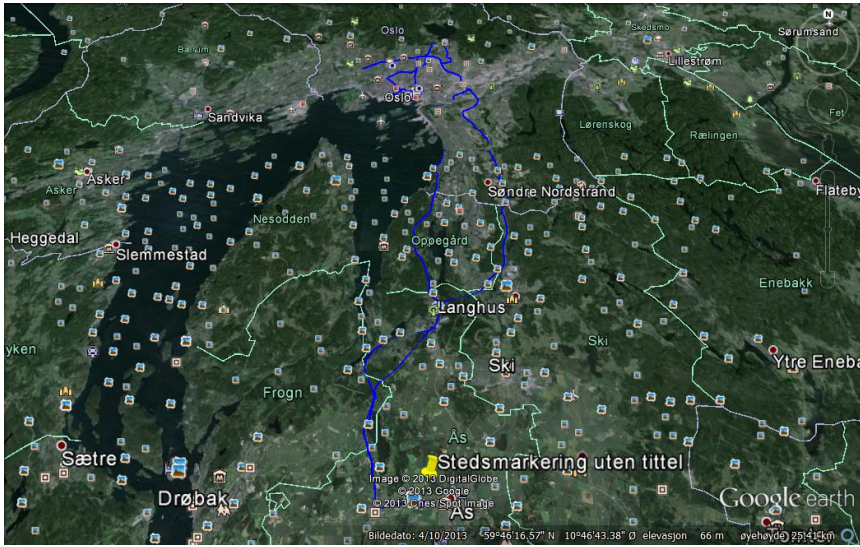 Oslo
Skedsmo
Sørumsand
Bærum
Lillestrøm
Oslo
Sandvika
Fet
Lørenskog
Rælingen
Asker
Asker
Søndre Nordstrand
Flateby
Nesodden
Heggedal
Oppegård
Slemmestad
Enebakk
Langhus
yken
Ski
Ski
Ytre Eneba
Frogn
Ås
Sætre
Stedsmarkering uten tittel
Image © 2013 DigitalGlobe
Drøbak
© 2013 Google
Google earth
© 2013 Cnes/Spot Image
Ås
Bildedato: 4/10/2013 59°46'16.57" N 10°46'43.38" Ø elevasjon 66 m øyehøyde 25.41 km
N